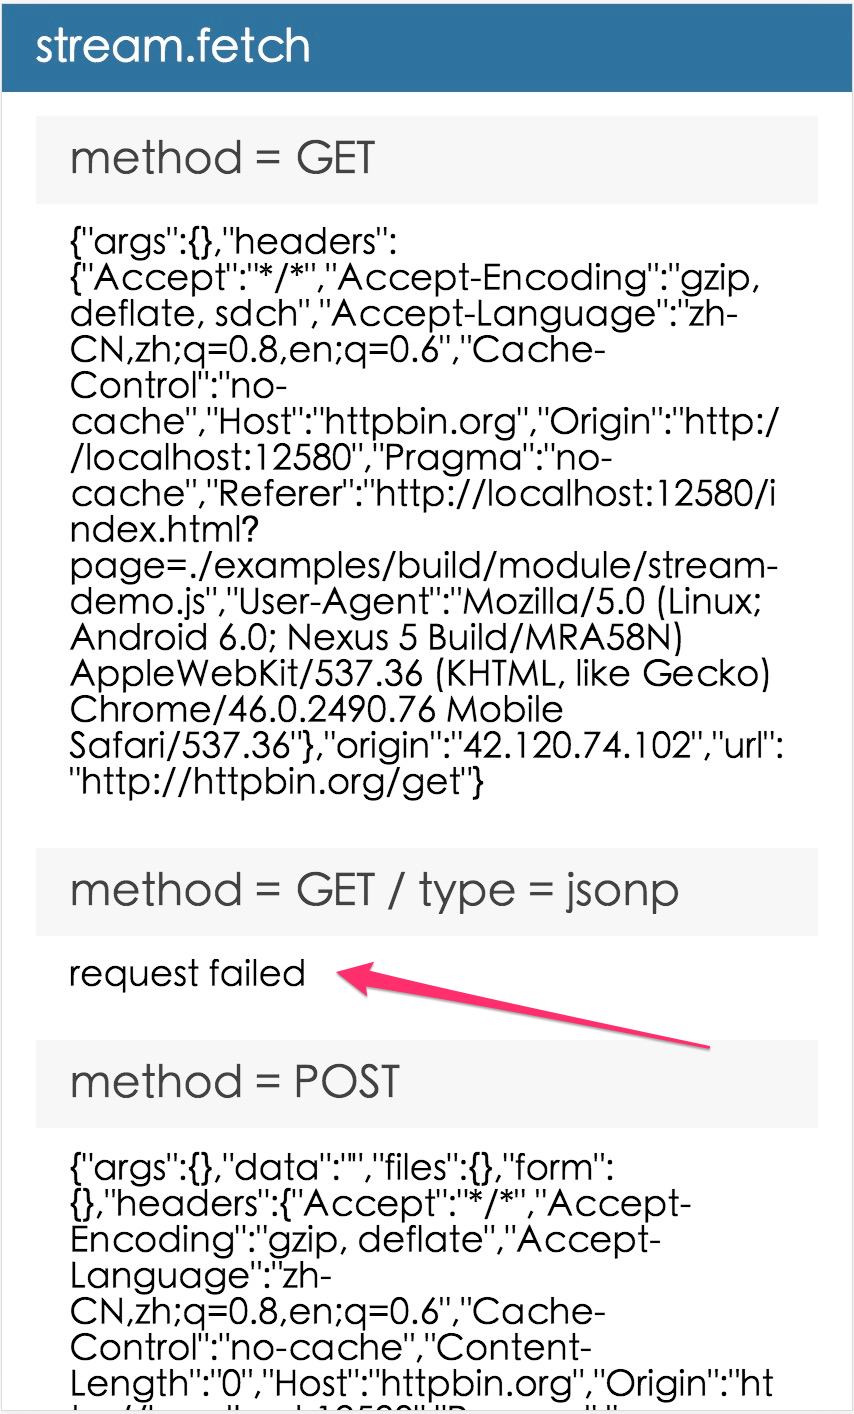 stream.fetch
method = GET
{"args":{},"headers":
{"Accept":"*/*","Accept-Encoding":"gzip,
deflate, sdch","Accept-Language":"zh-
CN,zh;q=0.8,en;q=0.6","Cache-
Control":"no-
cache","Host":"httpbin.org","Origin":"http:/
/localhost:12580","Pragma":"no-
cache","Referer":"http://localhost:12580/i
ndex.html?
page=./examples/build/module/stream-
demo.js","User-Agent":"Mozilla/5.0 (Linux;
Android 6.0; Nexus 5 Build/MRA58N)
AppleWebKit/537.36 (KHTML, like Gecko)
Chrome/46.0.2490.76 Mobile
Safari/537.36"},"origin":"42.120.74.102","url":
"http://httpbin.org/get"}
method = GET / type = jsonp
request failed
method = POST
{"args":{},"data":"","files":{},"form":
{},"headers":{"Accept":"*/*","Accept-
Encoding":"gzip, deflate","Accept-
Language":"zh-
CN,zh;q=0.8,en;q=0.6","Cache-
Control":"no-cache","Content-
Length":"0","Host":"httpbin.org","Origin":"ht